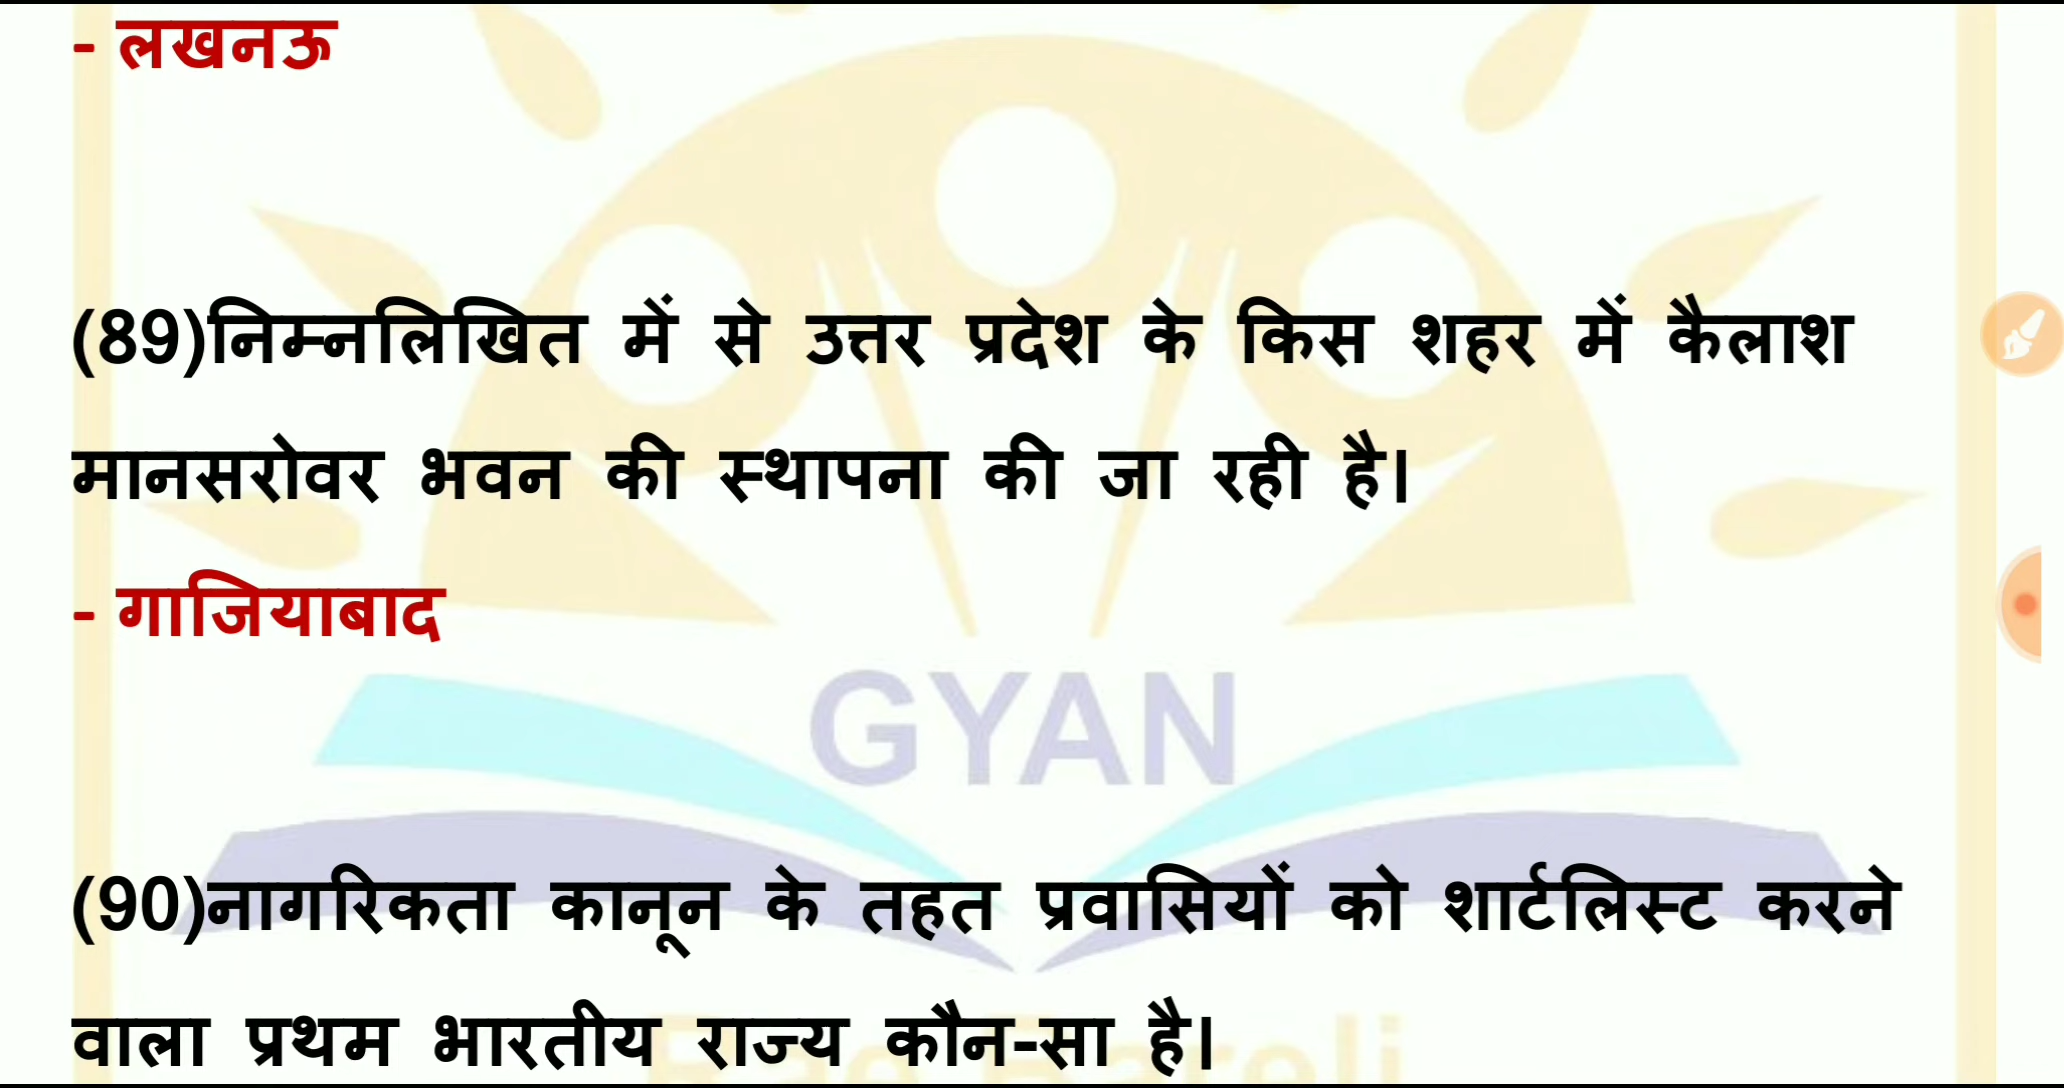 - लखनऊ
(89)निम्नलिखित में से उत्तर प्रदेश के किस शहर में कैलाश
मानसरोवर भवन की स्थापना की जा रही है।
- गाजियाबाद
GYAN
(90)नागरिकता कानून के तहत प्रवासियों को शार्टलिस्ट करने
वाला प्रथम भारतीय राज्य कौन-सा है।